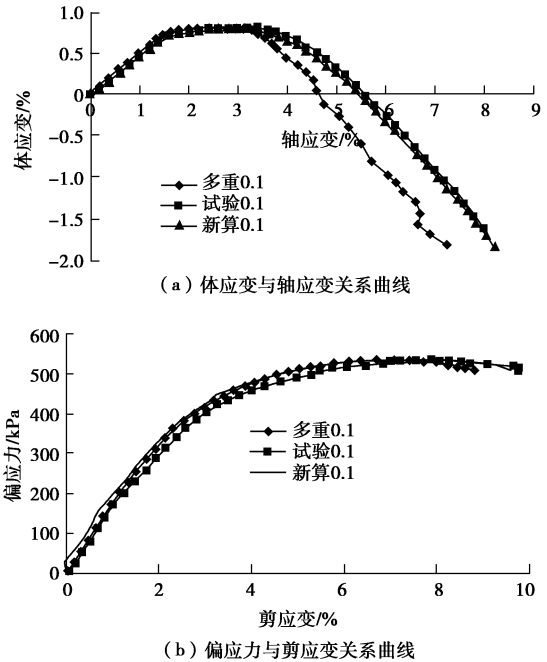 1.0
0.5
0
-0.5
-1.0
-1.5
-2.0
体应变/%
0 1 2 3 4 5 6 7 8 9
轴应变/%
多重0.1
试验0.1
新算0.1
（a）体应变与轴应变关系曲线
600
500
400
300
200
100
0
偏应力/kPa
多重0.1
试验0.1
新算0.1
0 2 4 6 8 10
剪应变/%
（b）偏应力与剪应变关系曲线